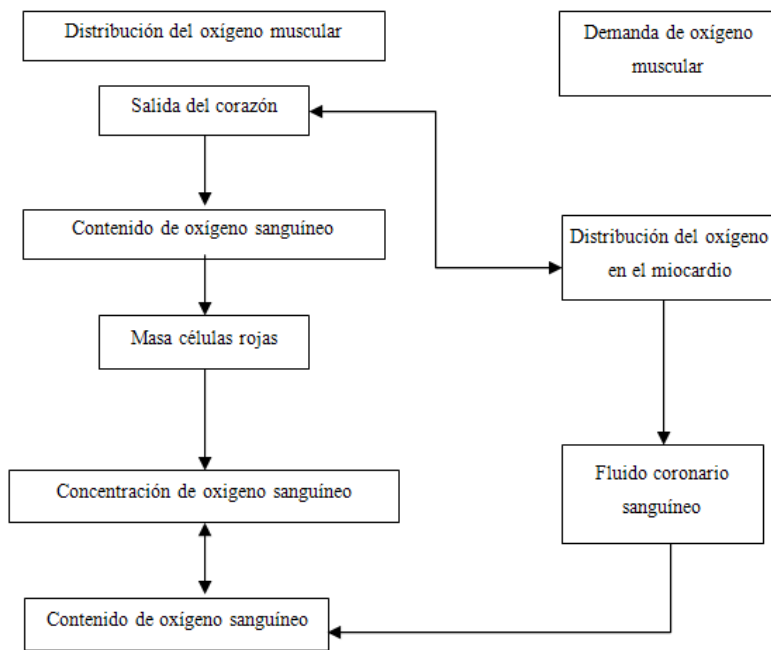 Distribución del oxígeno muscular
Demanda de oxígeno
muscular
Salida del corazón
Contenido de oxígeno sanguíneo
Distribución del oxígeno
en el miocardio
Masa células rojas
Concentración de oxigeno sanguíneo
Fluido coronario
sanguíneo
Contenido de oxígeno sanguíneo